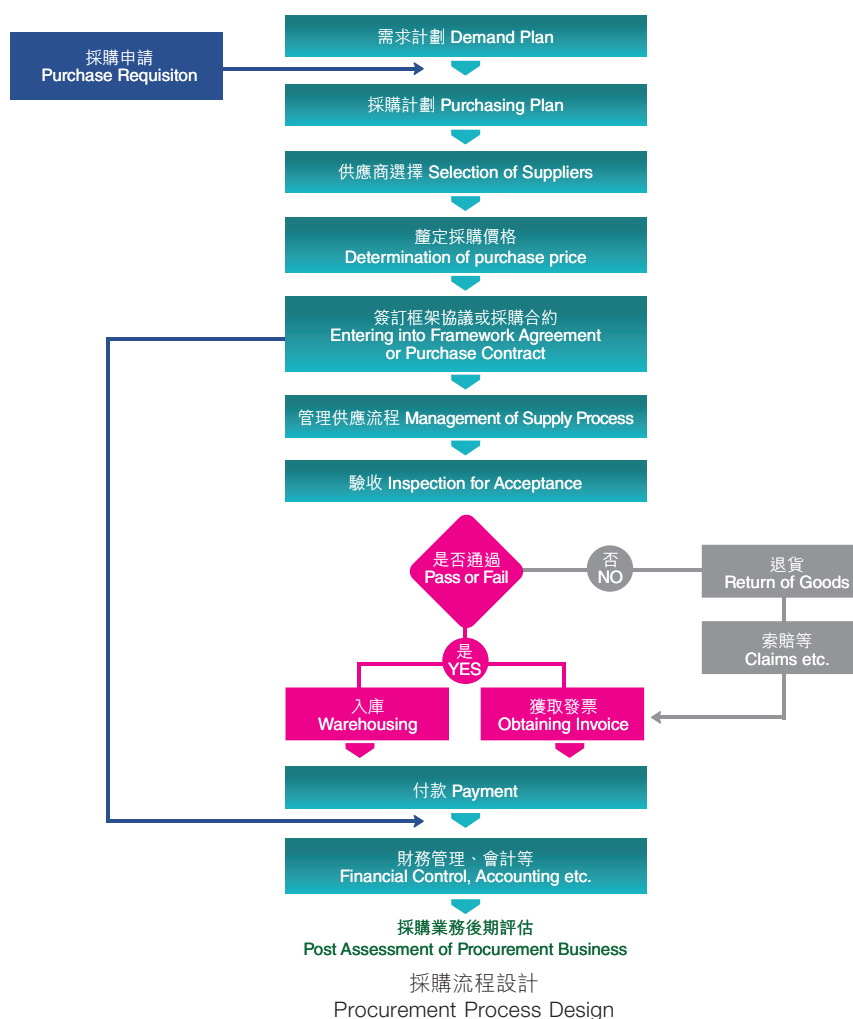 需求計劃 Demand Plan
採購申請
Purchase Requisiton
採購計劃 Purchasing Plan
供應商選擇 Selection of Suppliers
釐定採購價格
Determination of purchase price
簽訂框架協議或採購合約
Entering into Framework Agreement
or Purchase Contract
管理供應流程 Management of Supply Process
驗收 Inspection for Acceptance
是否通過
Pass or Fail
否
NO
退貨
Return of Goods
索賠等
Claims etc.
是
YES
入庫
Warehousing
獲取發票
Obtaining Invoice
付款 Payment
財務管理、會計等
Financial Control, Accounting etc.
採購業務後期評估
Post Assessment of Procurement Business
採購流程設計
Procurement Process Design